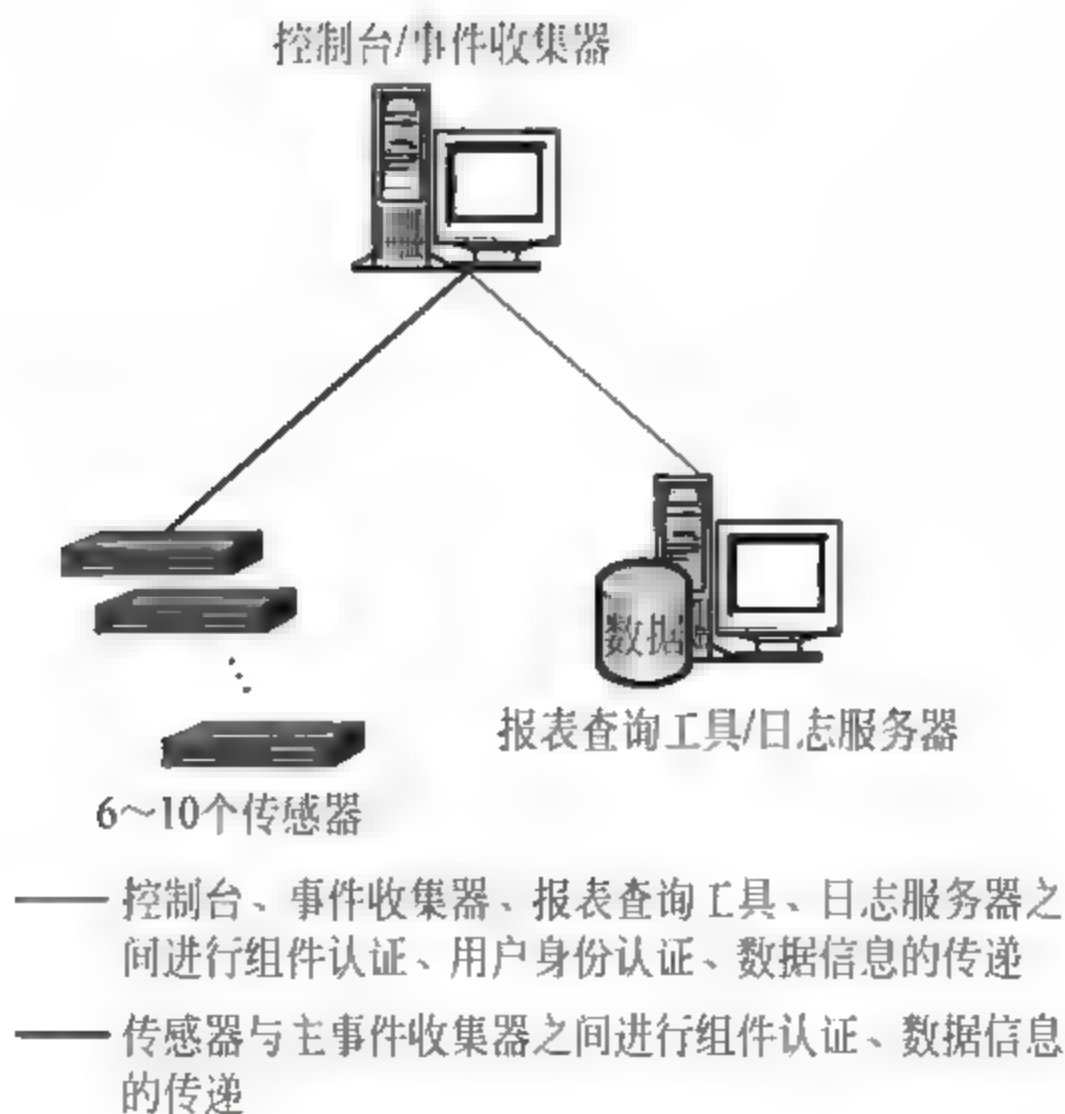 控制台/事件收集器
数据
报表查询工具/日志服务器
6～10个传感器
控制台、事件收集器、报表查询工具、日志服务器之
间进行组件认证、用户身份认证、数据信息的传递
传感器与主事件收集器之间进行组件认证、数据信息
的传递